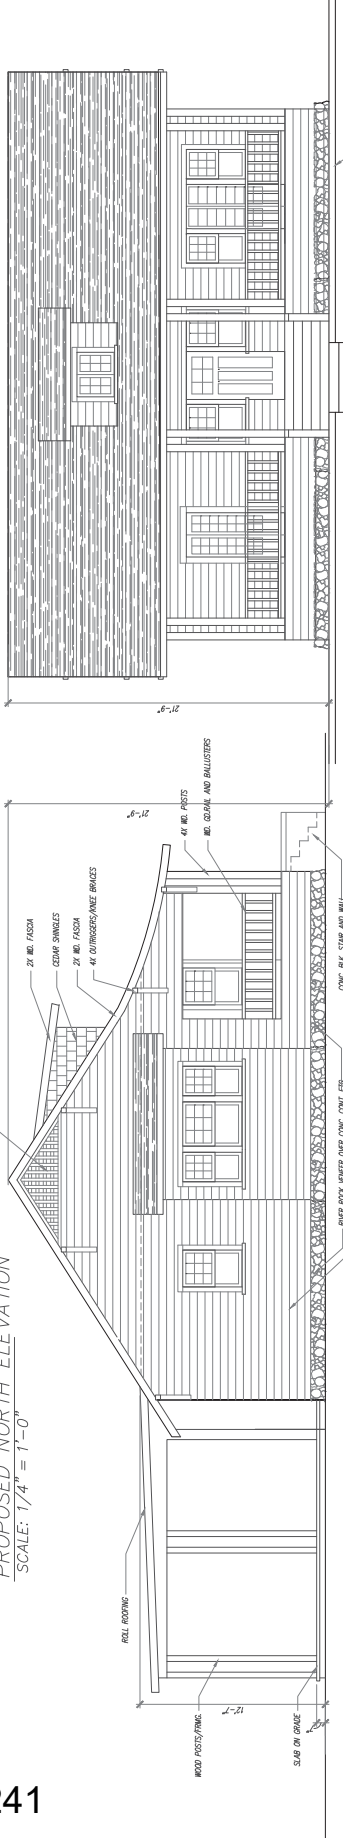 PROPOSED NORTH ELEVATION
SCALE: 1/4" = 1'-0"
241
2X WD. FASCIA
CEDAR SHINGLES
2X WD. FASCIA
4X OUTRIGGERS/KNEE BRACES
4X WD. POSTS
WD. GD.RAIL AND BALLUSTERS
21'-9"
21'-9"
ROLL ROOFING
WOOD POSTS/FRMG.
SLAB ON GRADE
12'-7"
RIVER ROCK VENEER OVER CONC. CONT. FTG.
CONC. BLK. STAIR AND WALL